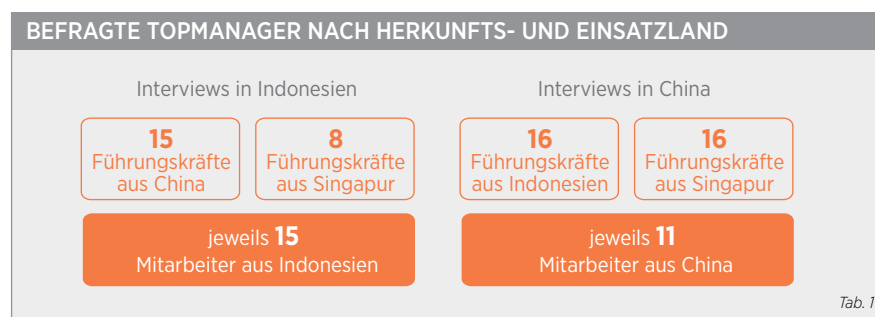 BEFRAGTE TOPMANAGER NACH HERKUNFTS- UND EINSATZLAND
Interviews in Indonesien
15
Führungskräfte
aus China
8
Führungskräfte
aus Singapur
jeweils 15
Mitarbeiter aus Indonesien
Interviews in China
16
Führungskräfte
aus Indonesien
16
Führungskräfte
aus Singapur
jeweils 11
Mitarbeiter aus China
Tab. 1